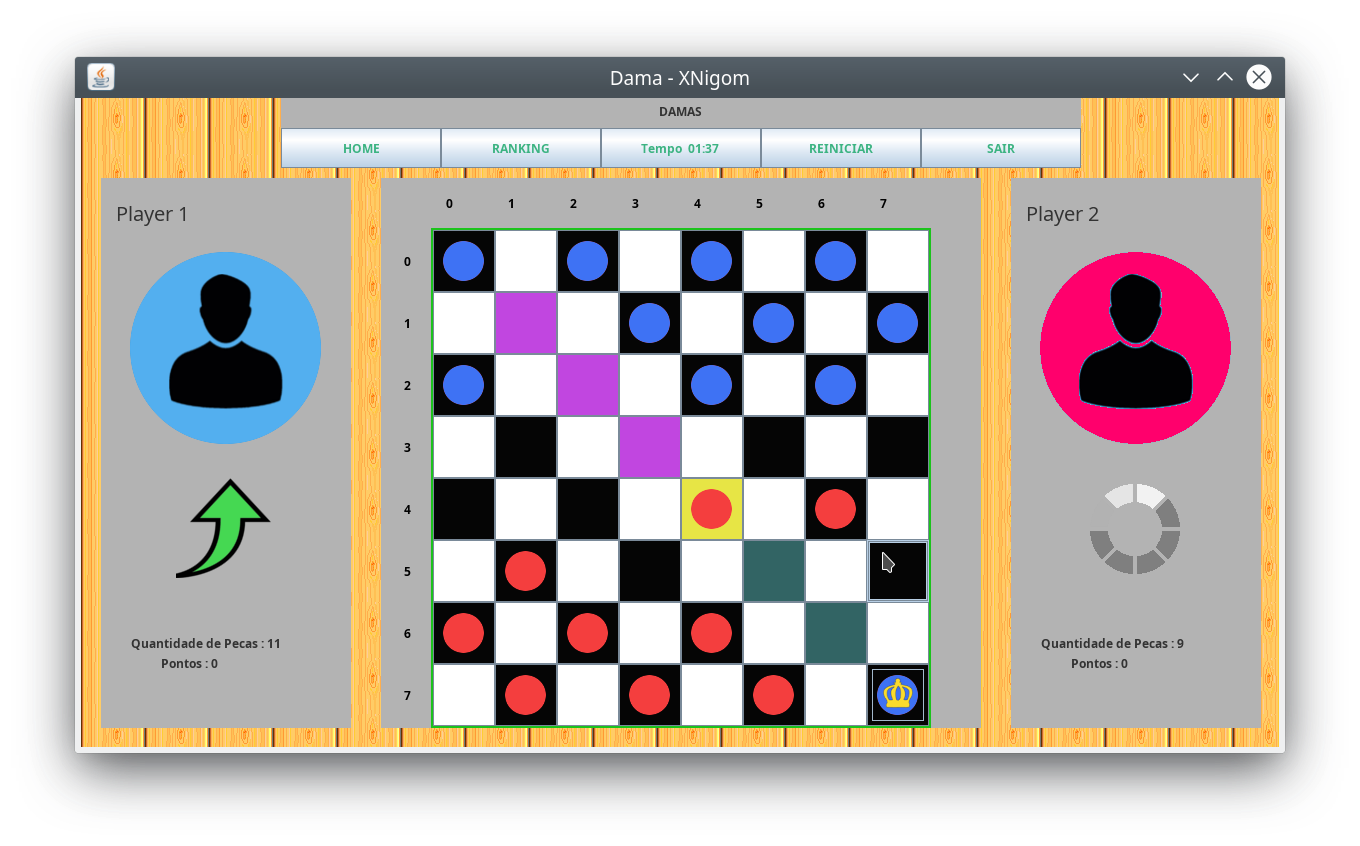 Dama - XNigom
DAMAS
HOME RANKING Tempo 01:37 REINICIAR SAIR
Player 1
Player 2
0 1 2 3 4 5 6 7
0
1
2
3
4
5
6
7
Quantidade de Pecas : 11
Pontos : 0
Quantidade de Pecas : 9
Pontos : 0